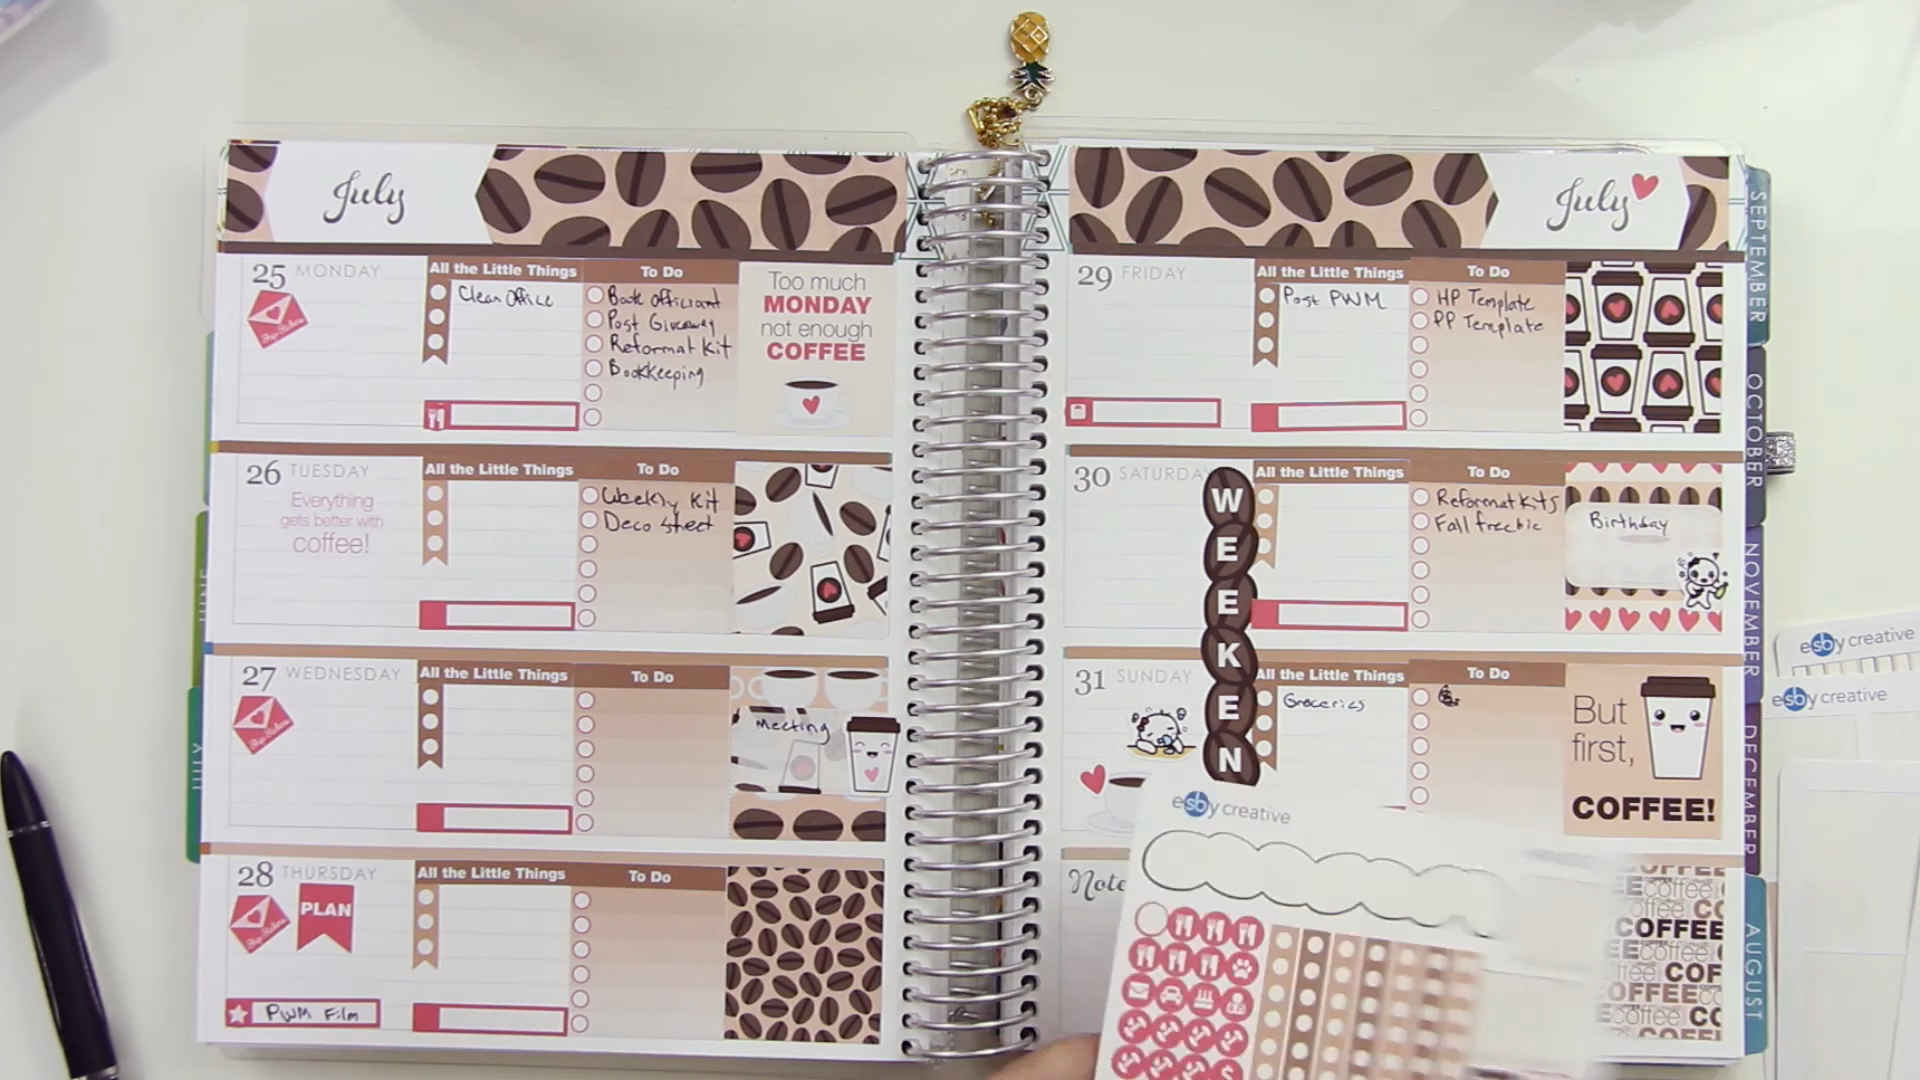 July
July
25 MONDAY
All the Little Things
To Do
Clean Office
Book Officiant
Post Giveaway
Reformat Kit
Bookkeeping
Too much
MONDAY
not enough
COFFEE
26 TUESDAY
Everything
gets better with
coffee!
All the Little Things
To Do
Weekly Kit
Deco Sheet
27 WEDNESDAY
All the Little Things
To Do
Meeting
28 THURSDAY
PLAN
All the Little Things
To Do
PWM Film
29 FRIDAY
All the Little Things
To Do
Post PWM
HP Template
PP Template
30 SATURDAY
All the Little Things
To Do
Reformat Kits
Fall freebie
Birthday
WEEKEN
31 SUNDAY
All the Little Things
To Do
Groceries
But
first,
COFFEE!
Note
esby creative
esby creative
esby creative
coffee
COFFEE
SEPTEMBER
OCTOBER
NOVEMBER
DECEMBER
AUGUST
JUNE
JULY